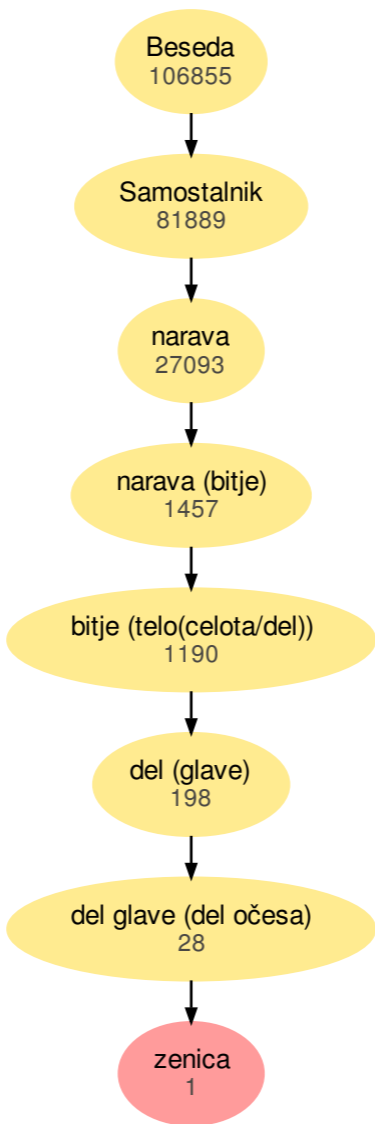 Beseda
106855
Samostalnik
81889
narava
27093
narava (bitje)
1457
bitje (telo(celota/del))
1190
del (glave)
198
del glave (del očesa)
28
zenica
1